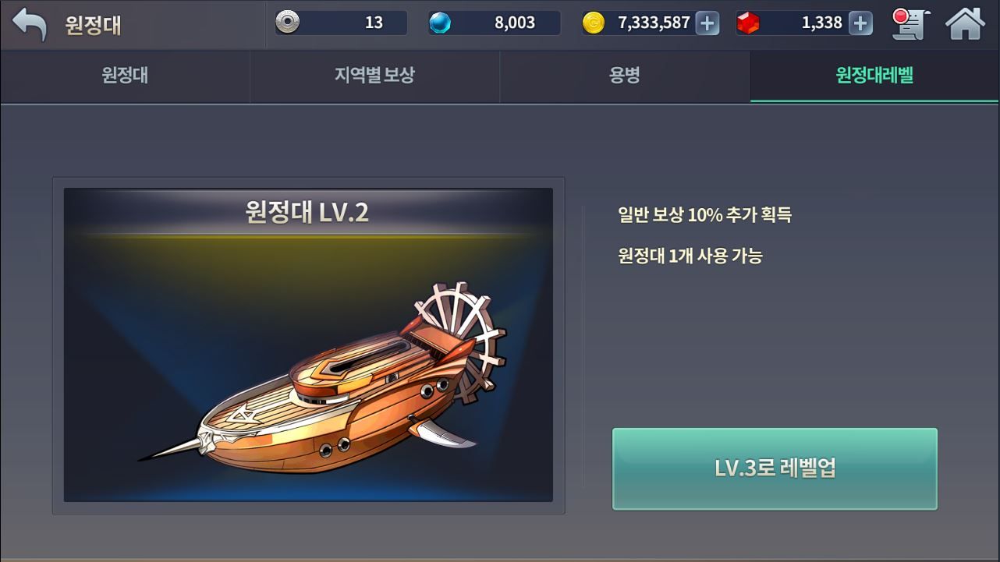 원정대
13
8,003
7,333,587
1,338
원정대
지역별 보상
용병
원정대레벨
원정대 LV.2
일반 보상 10% 추가 획득
원정대 1개 사용 가능
LV.3로 레벨업